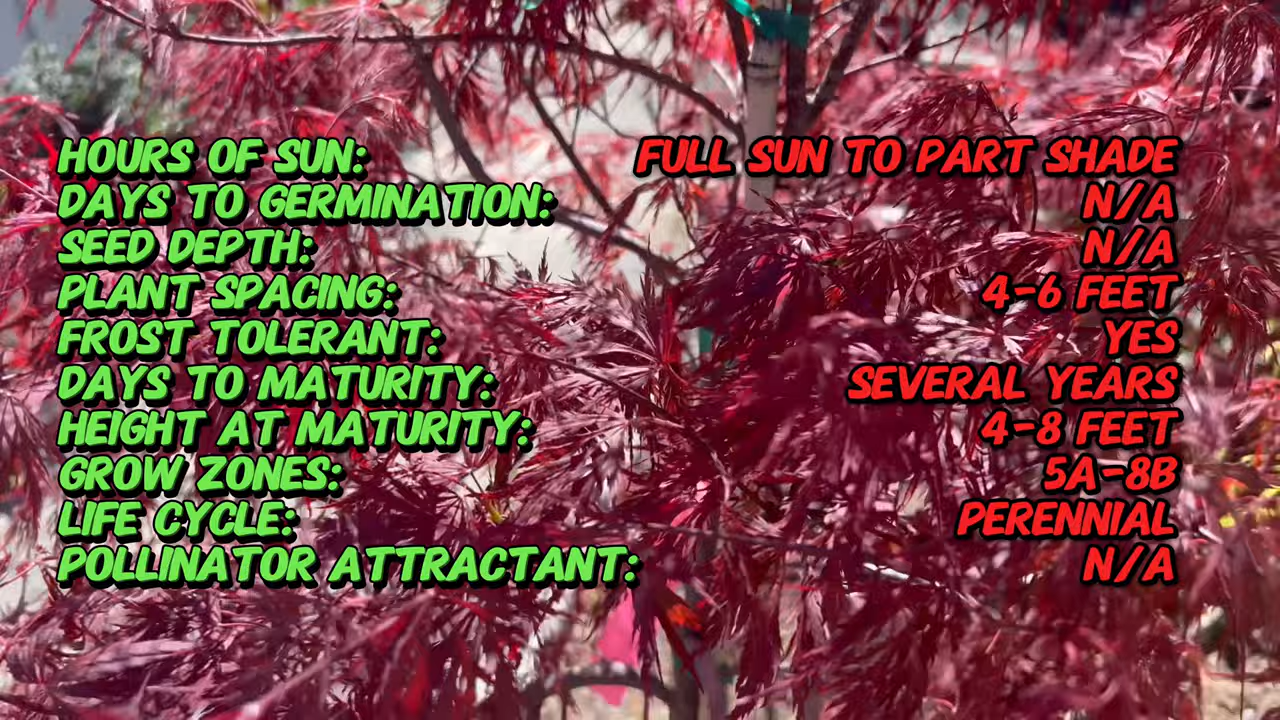 HOURS OF SUN: FULL SUN TO PART SHADE
DAYS TO GERMINATION: N/A
SEED DEPTH: N/A
PLANT SPACING: 4-6 FEET
FROST TOLERANT: YES
DAYS TO MATURITY: SEVERAL YEARS
HEIGHT AT MATURITY: 4-8 FEET
GROW ZONES: 5A-8B
LIFE CYCLE: PERENNIAL
POLLINATOR ATTRACTANT: N/A